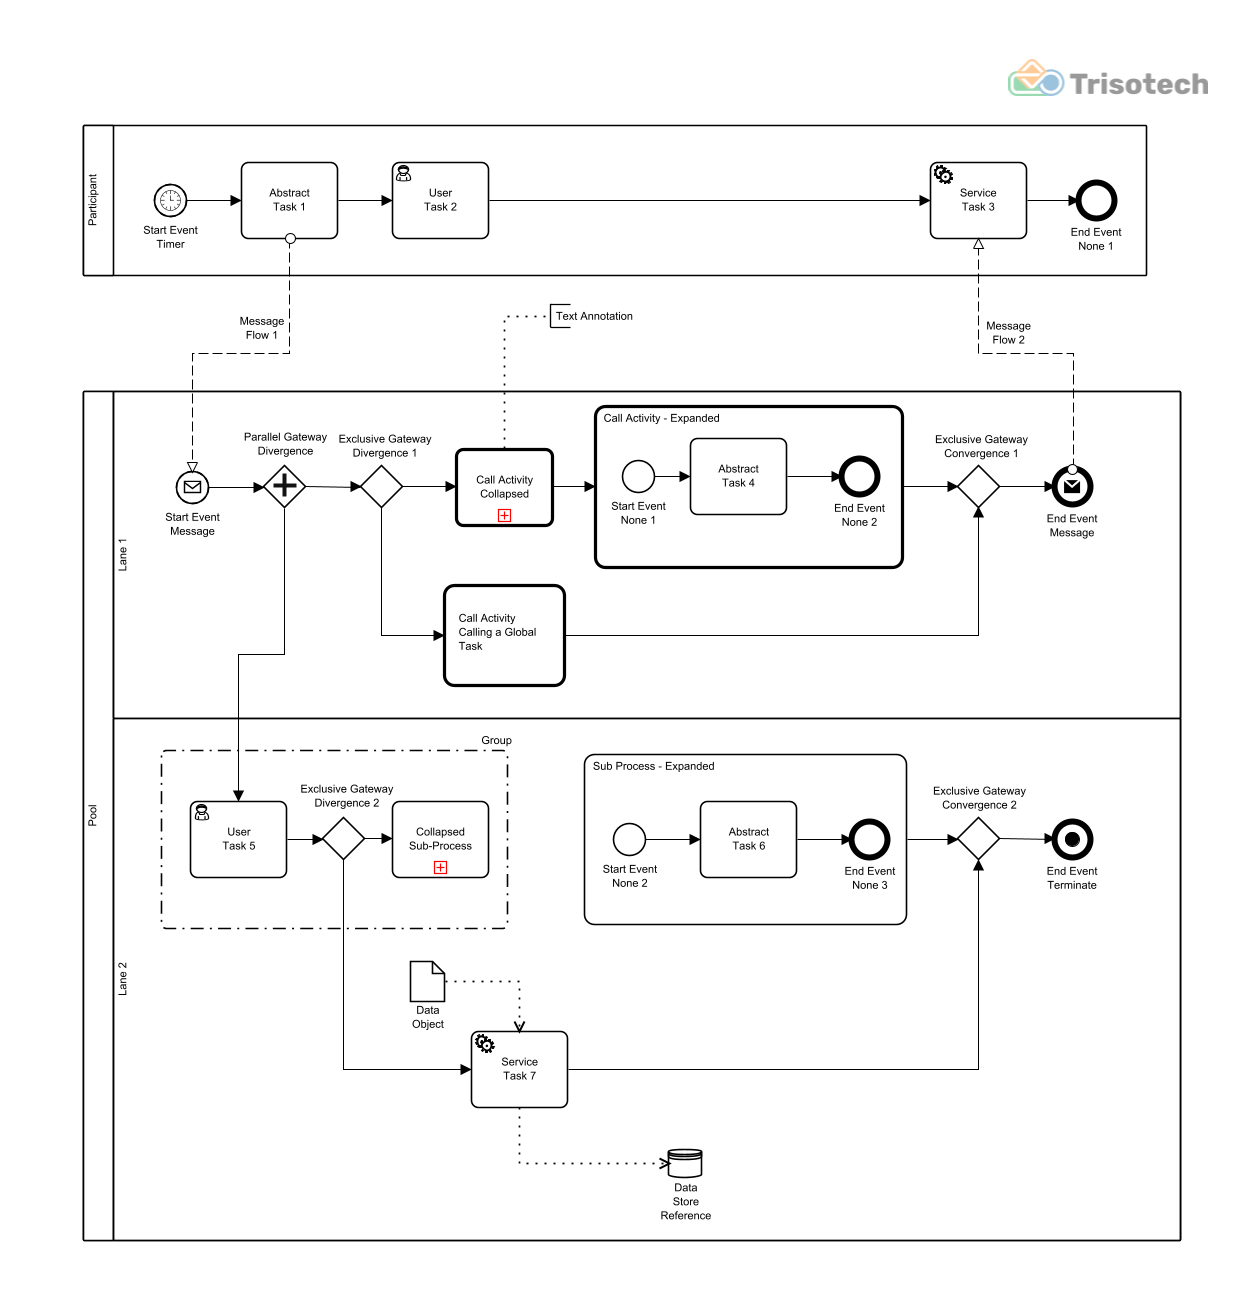 Trisotech
Participant
Abstract
Task 1
User
Task 2
Service
Task 3
Start Event
Timer
End Event
None 1
Message
Flow 1
Text Annotation
Message
Flow 2
Pool
Lane 1
Call Activity - Expanded
Parallel Gateway
Divergence
Exclusive Gateway
Divergence 1
Exclusive Gateway
Convergence 1
Call Activity
Collapsed
Abstract
Task 4
Start Event
None 1
End Event
None 2
Start Event
Message
End Event
Message
Call Activity
Calling a Global
Task
Lane 2
Group
Sub Process - Expanded
Exclusive Gateway
Divergence 2
Exclusive Gateway
Convergence 2
User
Task 5
Collapsed
Sub-Process
Abstract
Task 6
Start Event
None 2
End Event
None 3
End Event
Terminate
Data
Object
Service
Task 7
Data
Store
Reference